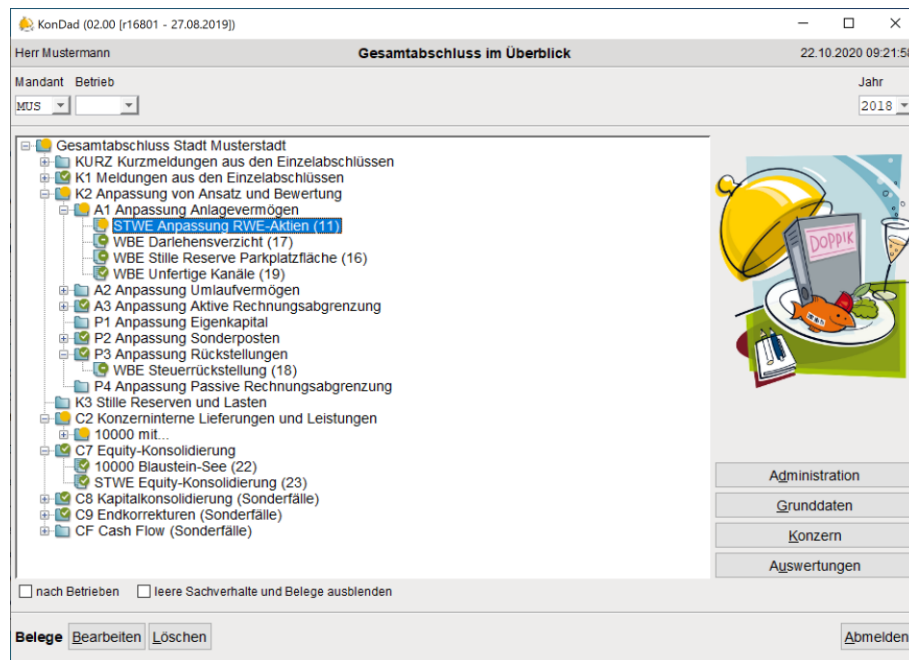 KonDad (02.00 [r16801 - 27.08.2019])
Herr Mustermann Gesamtabschluss im Überblick 22.10.2020 09:21:58
Mandant Betrieb Jahr
MUS 2018
Gesamtabschluss Stadt Musterstadt
KURZ Kurzmeldungen aus den Einzelabschlüssen
K1 Meldungen aus den Einzelabschlüssen
K2 Anpassung von Ansatz und Bewertung
A1 Anpassung Anlagevermögen
STWE Anpassung RWE-Aktien (11)
WBE Darlehensverzicht (17)
WBE Stille Reserve Parkplatzfläche (16)
WBE Unfertige Kanäle (19)
A2 Anpassung Umlaufvermögen
A3 Anpassung Aktive Rechnungsabgrenzung
P1 Anpassung Eigenkapital
P2 Anpassung Sonderposten
P3 Anpassung Rückstellungen
WBE Steuerrückstellung (18)
P4 Anpassung Passive Rechnungsabgrenzung
K3 Stille Reserven und Lasten
C2 Konzerninterne Lieferungen und Leistungen
10000 mit...
C7 Equity-Konsolidierung
10000 Blaustein-See (22)
STWE Equity-Konsolidierung (23)
C8 Kapitalkonsolidierung (Sonderfälle)
C9 Endkorrekturen (Sonderfälle)
CF Cash Flow (Sonderfälle)
DOPPIK
Administration
Grunddaten
Konzern
Auswertungen
nach Betrieben leere Sachverhalte und Belege ausblenden
Belege Bearbeiten Löschen Abmelden